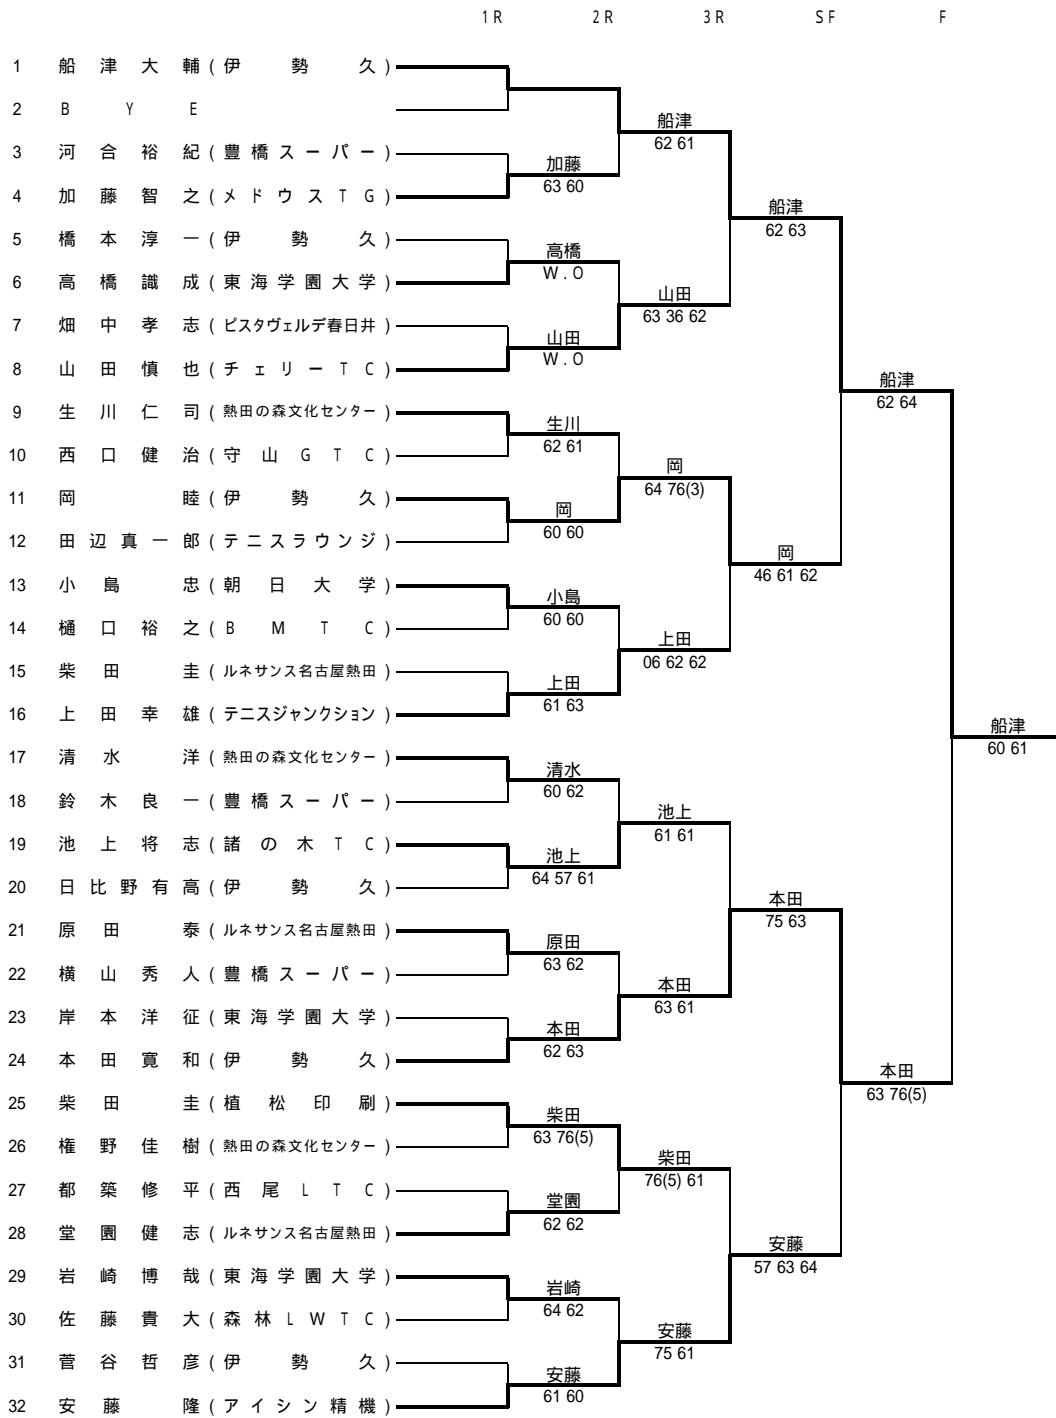 1R 2R 3R SF F
1 船津大輔(伊勢久)
2 BYE
船津
62 61
3 河合裕紀(豊橋スーパー)
加藤
63 60
4 加藤智之(メドウスTG)
船津
62 63
5 橋本淳一(伊勢久)
高橋
W.O
6 高橋識成(東海学園大学)
山田
63 36 62
7 畑中孝志(ビスタヴェルデ春日井)
山田
W.O
8 山田慎也(チェリーTC)
船津
62 64
9 生川仁司(熱田の森文化センター)
生川
62 61
10 西口健治(守山GTC)
岡
64 76(3)
11 岡睦(伊勢久)
岡
60 60
12 田辺真一郎(テニスラウンジ)
岡
46 61 62
13 小島忠(朝日大学)
小島
60 60
14 樋口裕之(BMTC)
上田
06 62 62
15 柴田圭(ルネサンス名古屋熱田)
上田
61 63
16 上田幸雄(テニスジャンクション)
船津
60 61
17 清水洋(熱田の森文化センター)
清水
60 62
18 鈴木良一(豊橋スーパー)
池上
61 61
19 池上将志(諸の木TC)
池上
64 57 61
20 日比野有高(伊勢久)
本田
75 63
21 原田泰(ルネサンス名古屋熱田)
原田
63 62
22 横山秀人(豊橋スーパー)
本田
63 61
23 岸本洋征(東海学園大学)
本田
62 63
24 本田寛和(伊勢久)
本田
63 76(5)
25 柴田圭(植松印刷)
柴田
63 76(5)
26 権野佳樹(熱田の森文化センター)
柴田
76(5) 61
27 都築修平(西尾LTC)
堂園
62 62
28 堂園健志(ルネサンス名古屋熱田)
安藤
57 63 64
29 岩崎博哉(東海学園大学)
岩崎
64 62
30 佐藤貴大(森林LWTC)
安藤
75 61
31 菅谷哲彦(伊勢久)
安藤
61 60
32 安藤隆(アイシン精機)